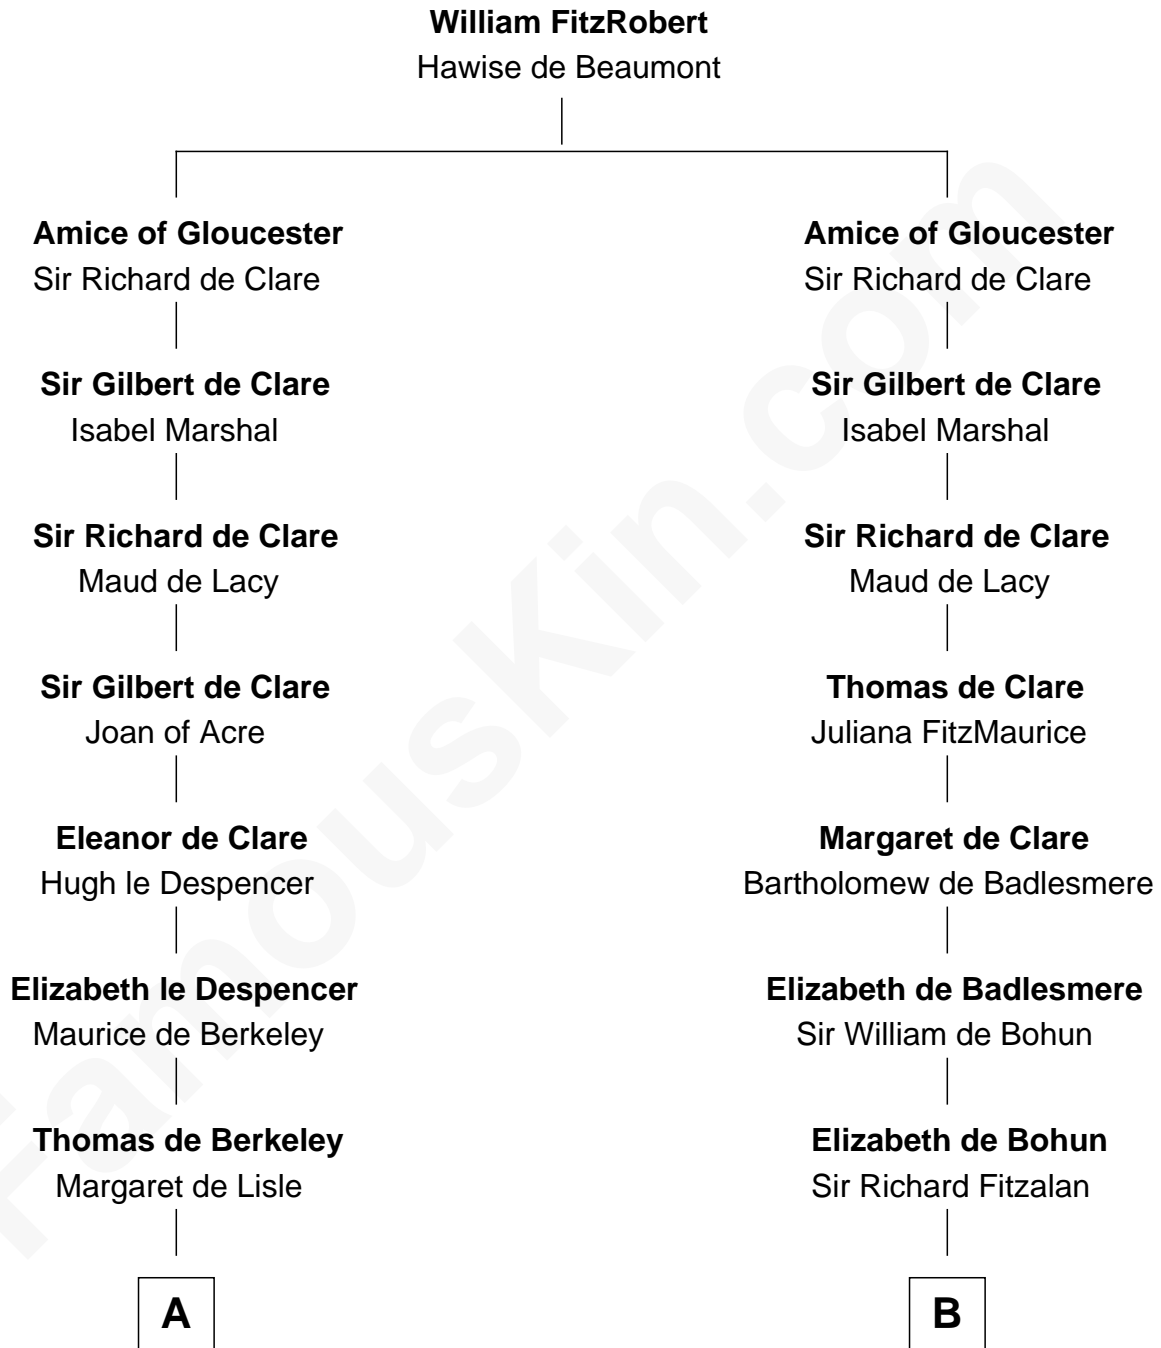 William FitzRobert
Hawise de Beaumont
Amice of Gloucester
Sir Richard de Clare
Sir Gilbert de Clare
Isabel Marshal
Sir Richard de Clare
Maud de Lacy
Sir Gilbert de Clare
Joan of Acre
Eleanor de Clare
Hugh le Despencer
Elizabeth le Despencer
Maurice de Berkeley
Thomas de Berkeley
Margaret de Lisle
A
Amice of Gloucester
Sir Richard de Clare
Sir Gilbert de Clare
Isabel Marshal
Sir Richard de Clare
Maud de Lacy
Thomas de Clare
Juliana FitzMaurice
Margaret de Clare
Bartholomew de Badlesmere
Elizabeth de Badlesmere
Sir William de Bohun
Elizabeth de Bohun
Sir Richard Fitzalan
B
FamousKin.com